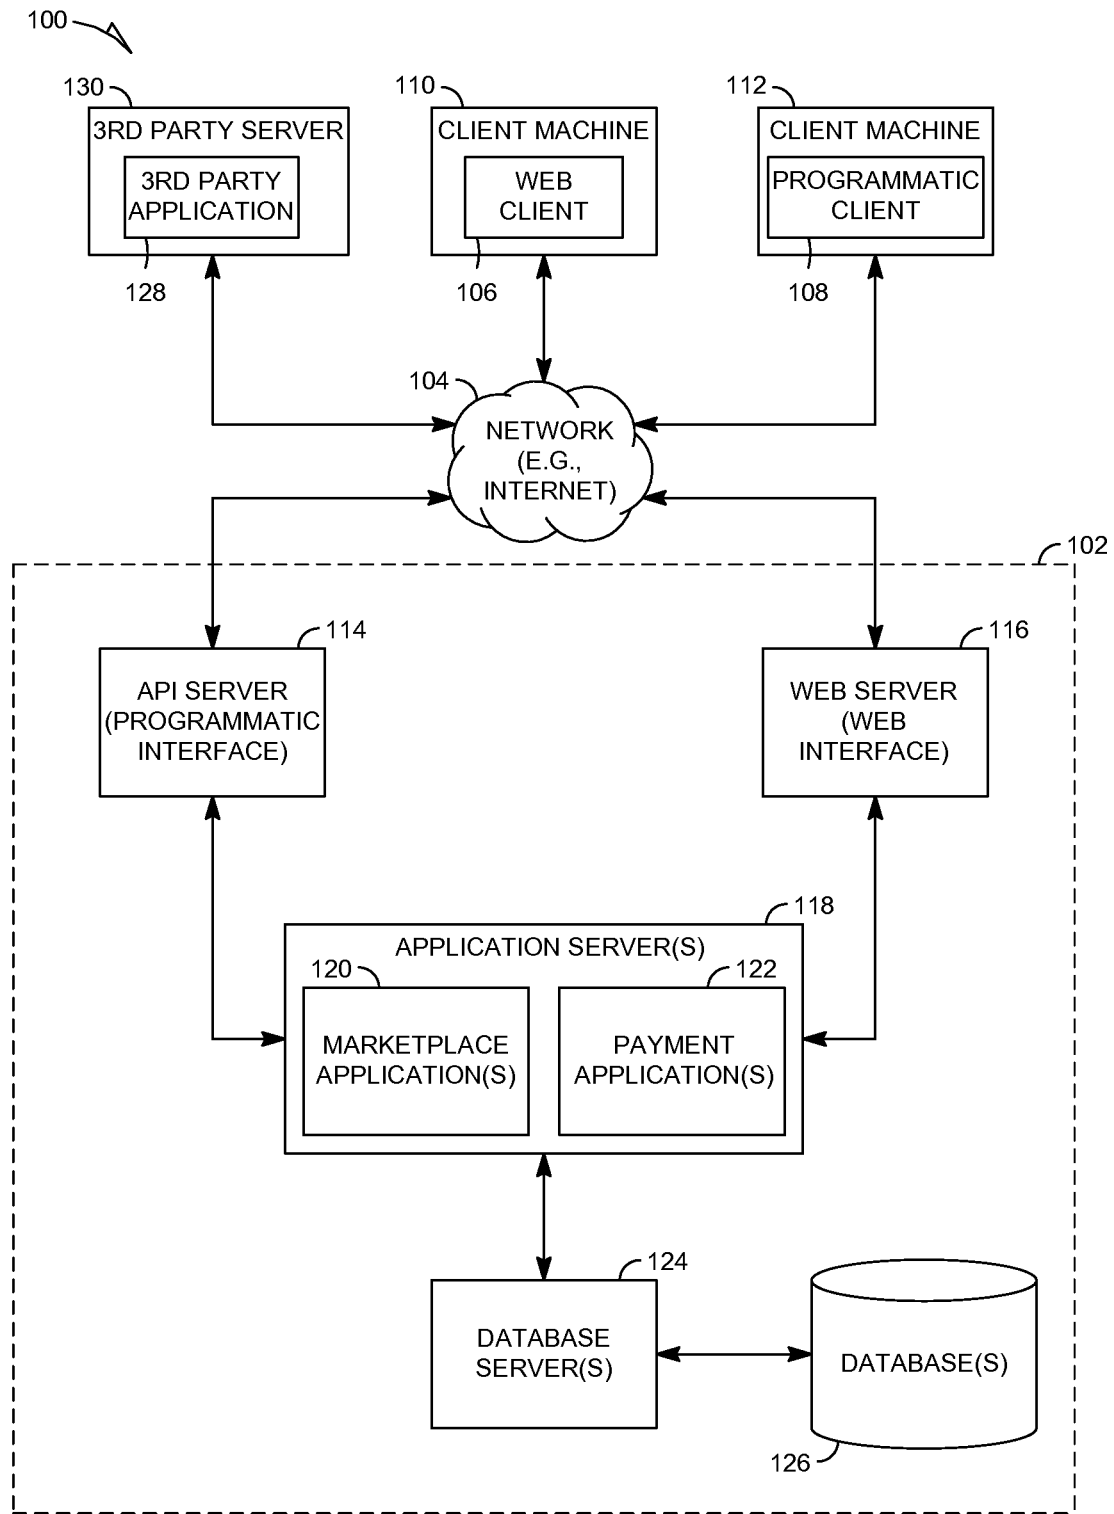 100
130
3RD PARTY SERVER
3RD PARTY
APPLICATION
128
110
CLIENT MACHINE
WEB
CLIENT
106
112
CLIENT MACHINE
PROGRAMMATIC
CLIENT
108
104
NETWORK
(E.G.,
INTERNET)
102
114
API SERVER
(PROGRAMMATIC
INTERFACE)
116
WEB SERVER
(WEB
INTERFACE)
118
APPLICATION SERVER(S)
120
MARKETPLACE
APPLICATION(S)
122
PAYMENT
APPLICATION(S)
124
DATABASE
SERVER(S)
DATABASE(S)
126